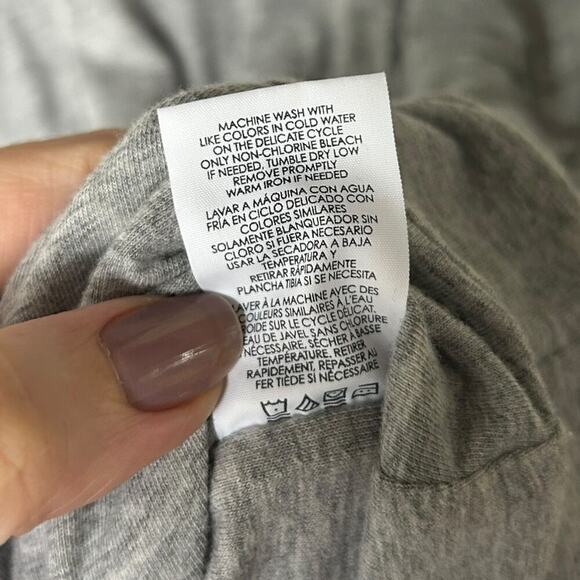 MACHINE WASH WITH
LIKE COLORS IN COLD WATER
ON THE DELICATE CYCLE
ONLY NON-CHLORINE BLEACH
IF NEEDED, TUMBLE DRY LOW
REMOVE PROMPTLY
WARM IRON IF NEEDED
LAVAR A MÁQUINA CON AGUA
FRÍA EN CICLO DELICADO CON
COLORES SIMILARES
SOLAMENTE BLANQUEADOR SIN
CLORO SI FUERA NECESARIO
USAR LA SECADORA A BAJA
TEMPERATURA Y
RETIRAR RÁPIDAMENTE
PLANCHA TIBIA SI SE NECESITA
AVER À LA MACHINE AVEC DES
COULEURS SIMILAIRES À L'EAU
OIDE SUR LE CYCLE DÉLICAT.
EAU DE JAVEL SANS CHLORURE
NÉCESSAIRE, SÉCHER À BASSE
TEMPÉRATURE, RETIRER
RAPIDEMENT, REPASSER AU
FER TIÈDE SI NÉCESSAIRE